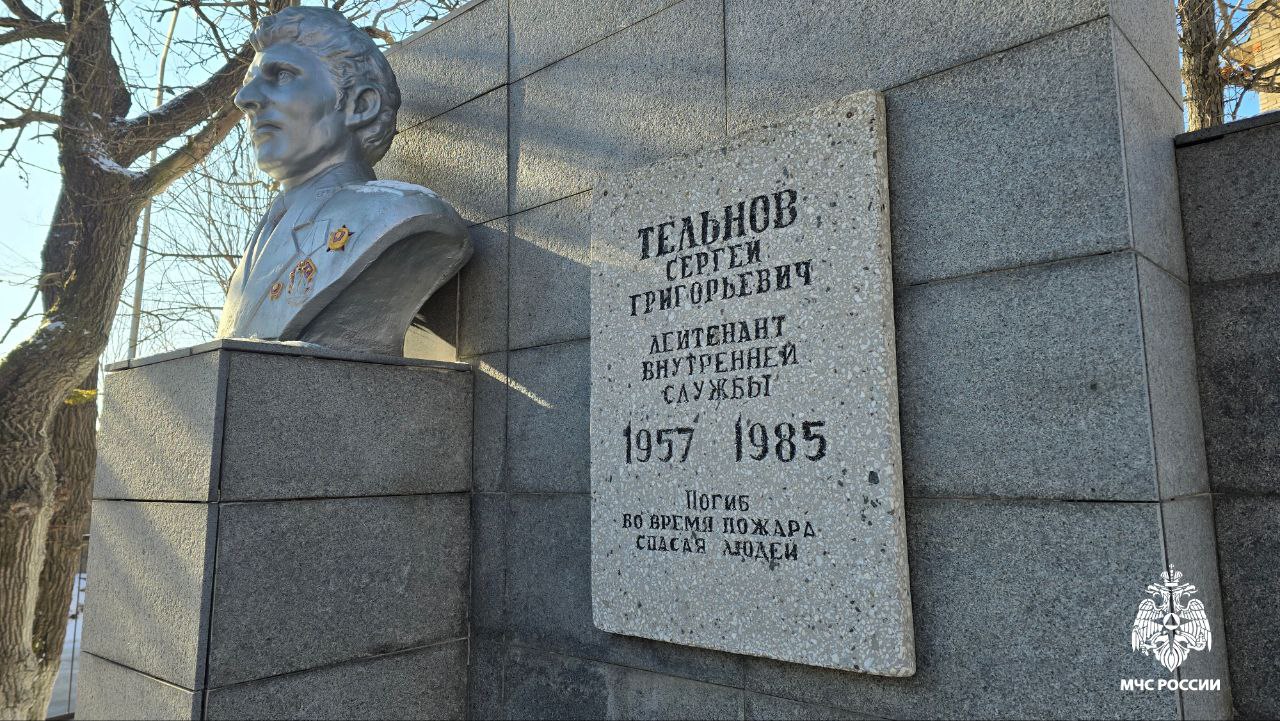 ТЕЛЬНОВ
СЕРГЕЙ
ГРИГОРЬЕВИЧ
ЛЕЙТЕНАНТ
ВНУТРЕННЕЙ
СЛУЖБЫ
1957 1985
ПОГИБ
ВО ВРЕМЯ ПОЖАРА
СПАСАЯ ЛЮДЕЙ
МЧС РОССИИ